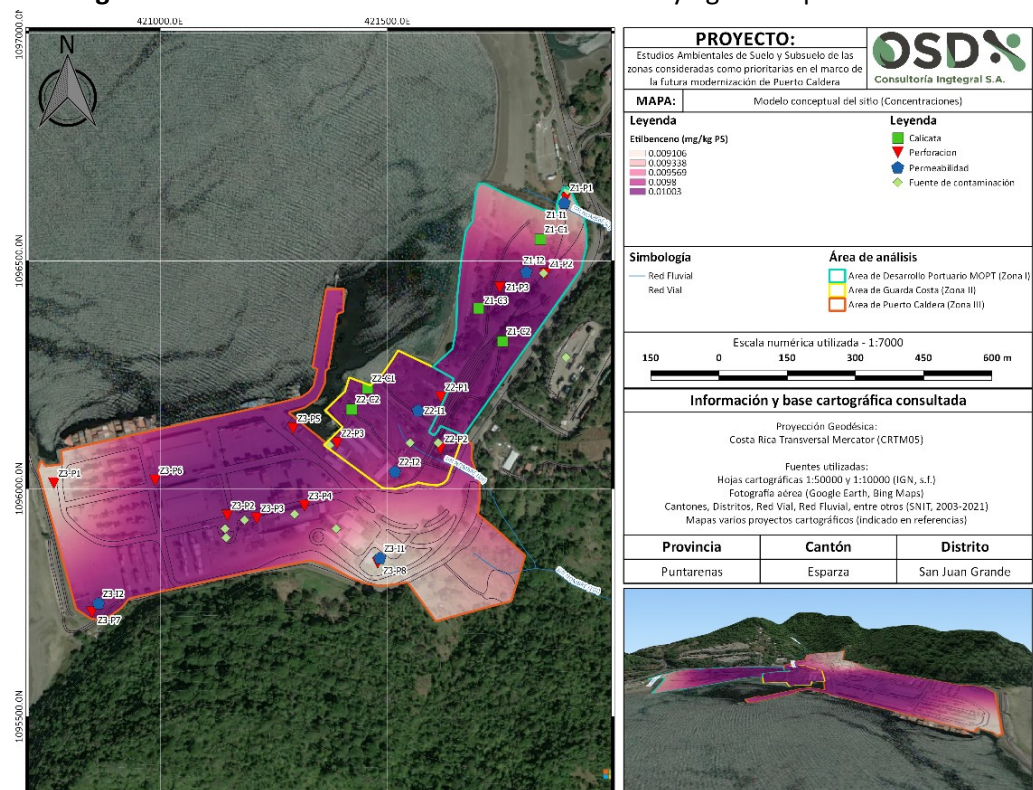 421000.0E
421500.0E
1097000.0N
1096500.0N
1096000.0N
1095500.0N
N
Z1-P1
Z1-I1
Z1-C1
Z1-I2
Z1-P2
Z1-P3
Z1-C3
Z1-C2
Z2-C1
Z2-P1
Z2-C2
Z2-I1
Z3-P5
Z2-P3
Z2-P2
Z2-I2
Z3-P1
Z3-P6
Z3-P4
Z3-P2
Z3-P3
Z3-I1
Z3-P8
Z3-I2
Z3-P7
PROYECTO:
Estudios Ambientales de Suelo y Subsuelo de las
zonas consideradas como prioritarias en el marco de
la futura modernización de Puerto Caldera
OSD
Consultoría Ingtegral S.A.
MAPA:
Modelo conceptual del sitio (Concentraciones)
Leyenda
Etilbenceno (mg/kg PS)
0.009106
0.009338
0.009569
0.0098
0.01003
Leyenda
Calicata
Perforacion
Permeabilidad
Fuente de contaminación
Simbología
Red Fluvial
Red Vial
Área de análisis
Area de Desarrollo Portuario MOPT (Zona I)
Area de Guarda Costa (Zona II)
Area de Puerto Caldera (Zona III)
Escala numérica utilizada - 1:7000
150 0 150 300 450 600 m
Información y base cartográfica consultada
Proyección Geodésica:
Costa Rica Transversal Mercator (CRTM05)
Fuentes utilizadas:
Hojas cartográficas 1:50000 y 1:10000 (IGN, s.f.)
Fotografía aérea (Google Earth, Bing Maps)
Cantones, Distritos, Red Vial, Red Fluvial, entre otros (SNIT, 2003-2021)
Mapas varios proyectos cartográficos (indicado en referencias)
Provincia Cantón Distrito
Puntarenas Esparza San Juan Grande